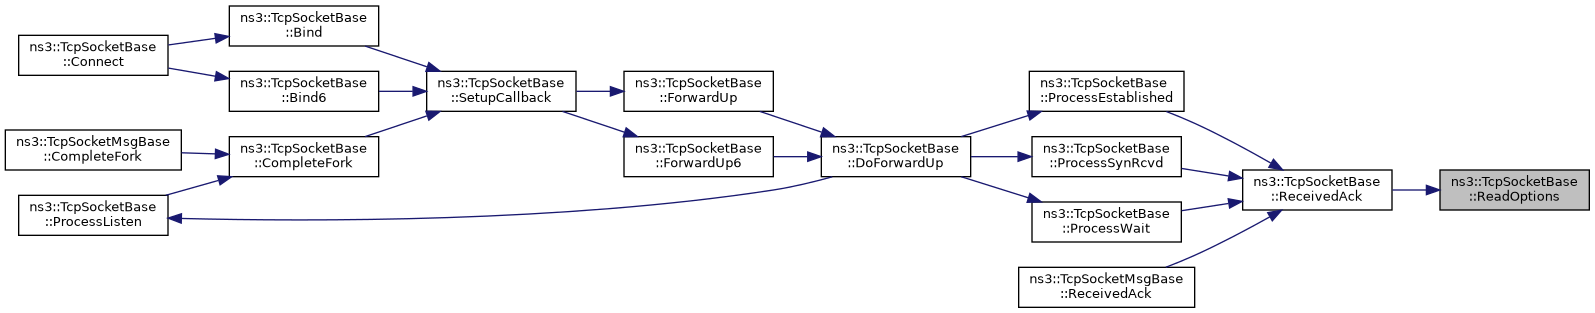 ns3::TcpSocketBase
::Connect
ns3::TcpSocketBase
::Bind
ns3::TcpSocketBase
::Bind6
ns3::TcpSocketMsgBase
::CompleteFork
ns3::TcpSocketBase
::CompleteFork
ns3::TcpSocketBase
::ProcessListen
ns3::TcpSocketBase
::SetupCallback
ns3::TcpSocketBase
::ForwardUp
ns3::TcpSocketBase
::ForwardUp6
ns3::TcpSocketBase
::DoForwardUp
ns3::TcpSocketBase
::ProcessEstablished
ns3::TcpSocketBase
::ProcessSynRcvd
ns3::TcpSocketBase
::ProcessWait
ns3::TcpSocketMsgBase
::ReceivedAck
ns3::TcpSocketBase
::ReceivedAck
ns3::TcpSocketBase
::ReadOptions